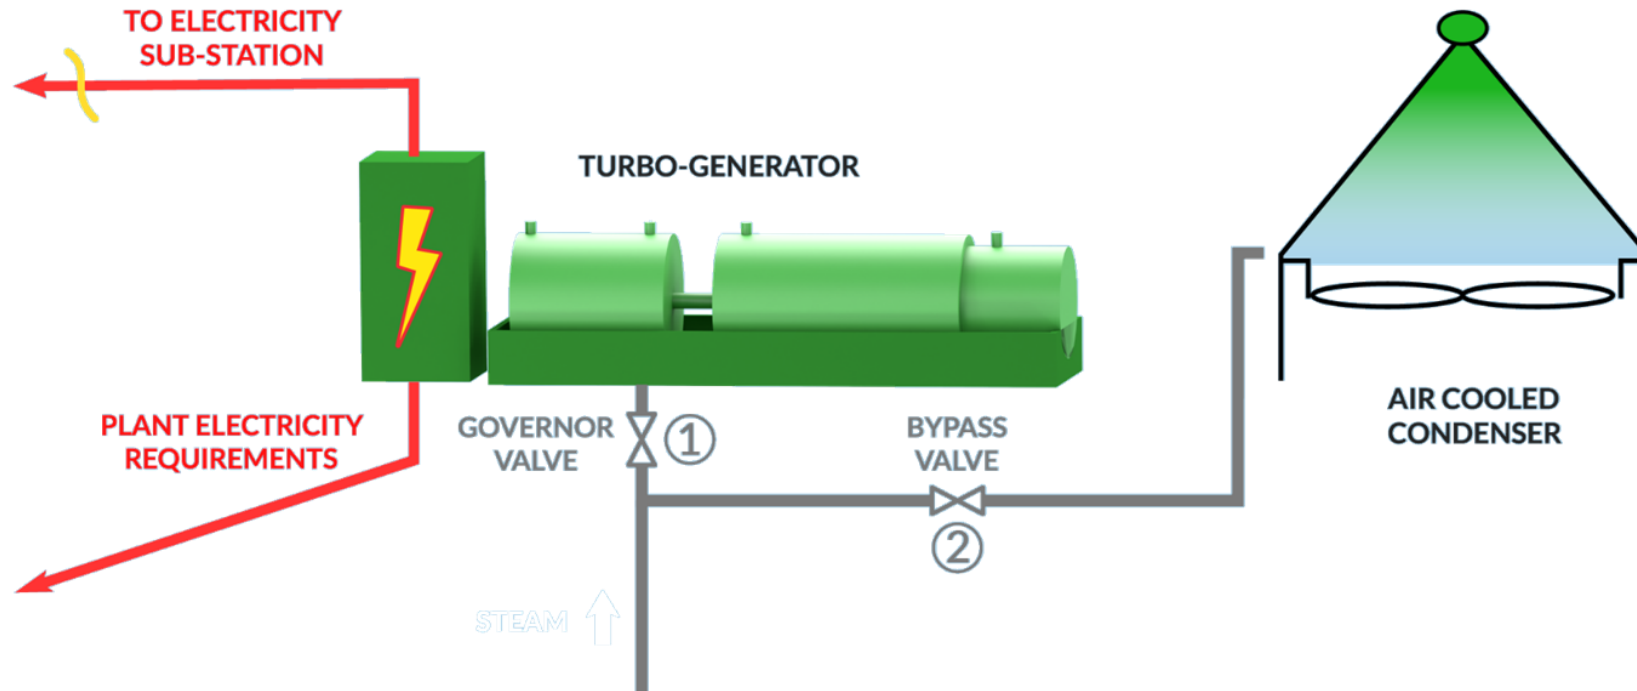 TO ELECTRICITY
SUB-STATION
TURBO-GENERATOR
PLANT ELECTRICITY
REQUIREMENTS
GOVERNOR
VALVE
1
BYPASS
VALVE
2
AIR COOLED
CONDENSER
STEAM